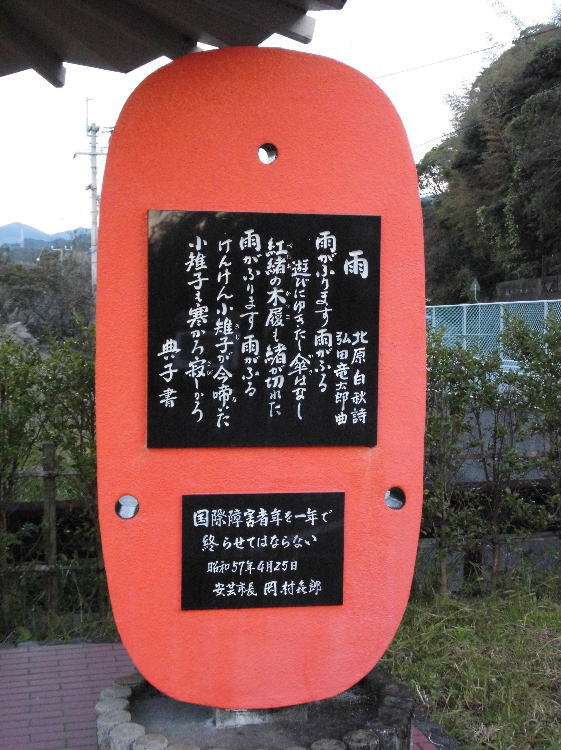 雨
北原白秋詩
弘田竜太郎曲
雨がふります 雨がふる
遊びにゆきたし傘はなし
紅緒の木履も緒が切れた
雨がふります 雨がふる
けんけん小雉子が今啼いた
小雉子も寒かろ寂しかろう
典子書
国際障害者年を一年で
終らせてはならない
昭和57年4月25日
安芸市長 岡村㐂郎